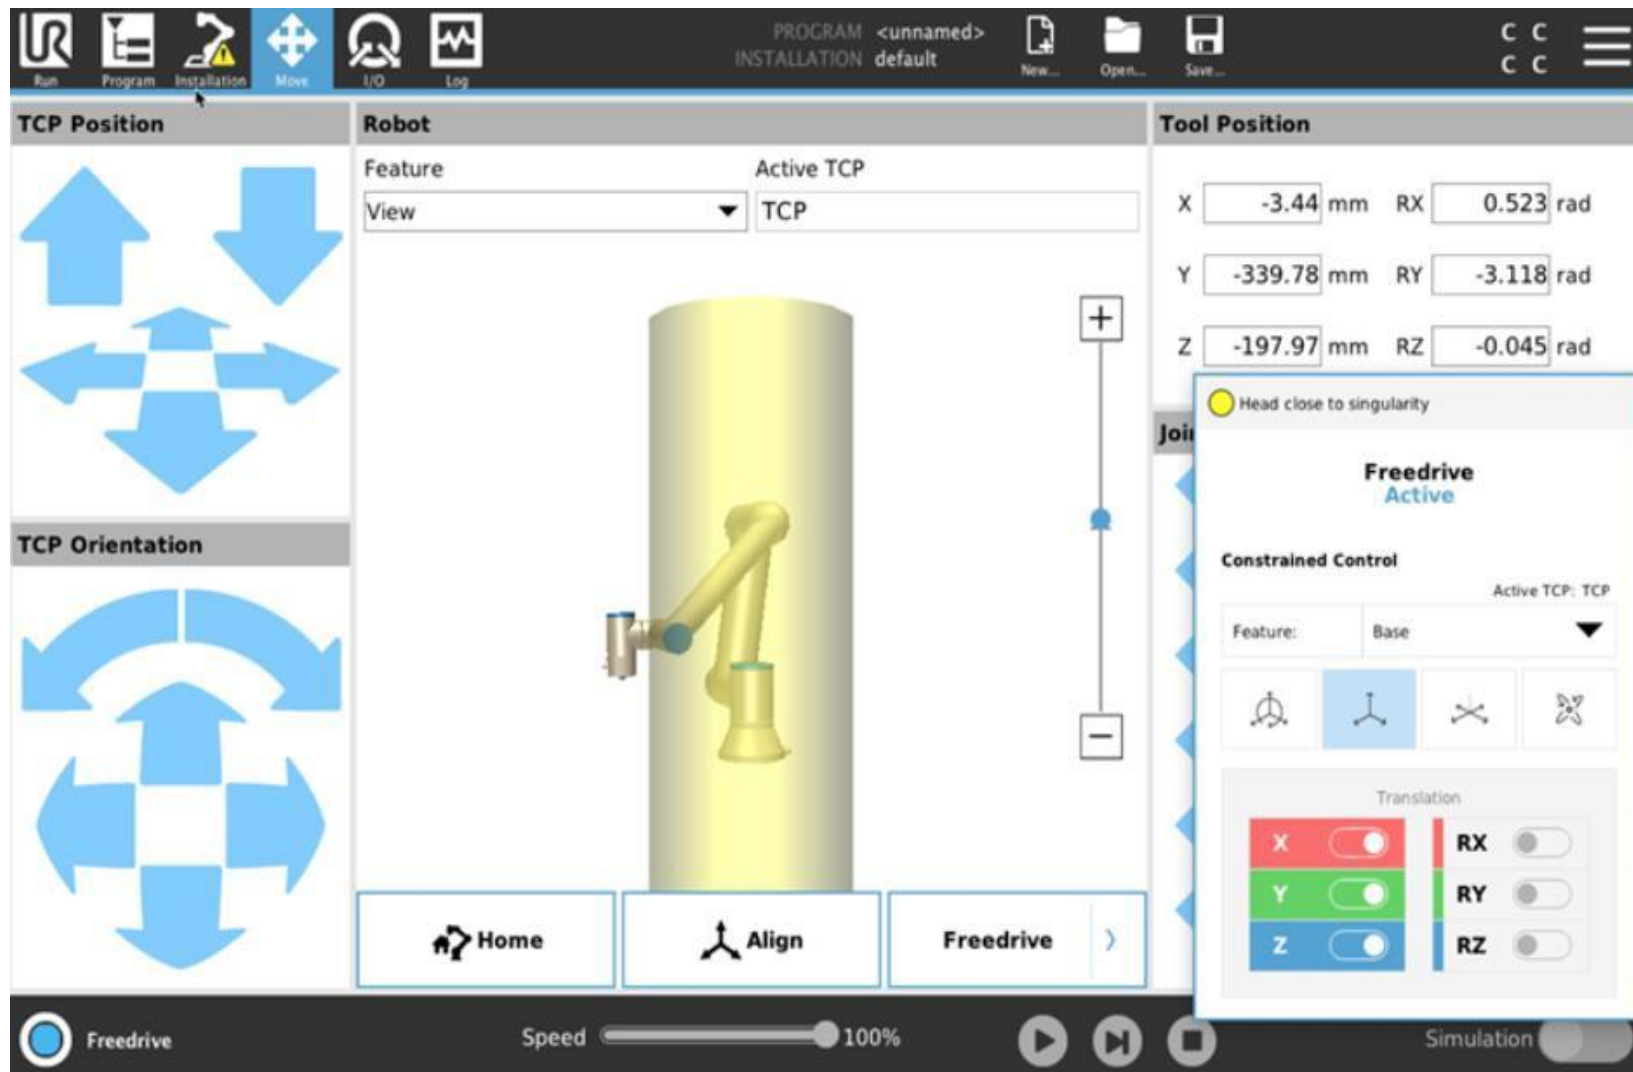 UR
Run
Program
Installation
Move
I/O
Log
PROGRAM <unnamed>
INSTALLATION default
New...
Open...
Save...
C C
C C
TCP Position
Robot
Tool Position
Feature
Active TCP
View
TCP
X -3.44 mm RX 0.523 rad
Y -339.78 mm RY -3.118 rad
Z -197.97 mm RZ -0.045 rad
Head close to singularity
Freedrive
Active
Constrained Control
Active TCP: TCP
Feature: Base
Translation
X RX
Y RY
Z RZ
TCP Orientation
+
−
Home
Align
Freedrive
Freedrive
Speed 100%
Simulation